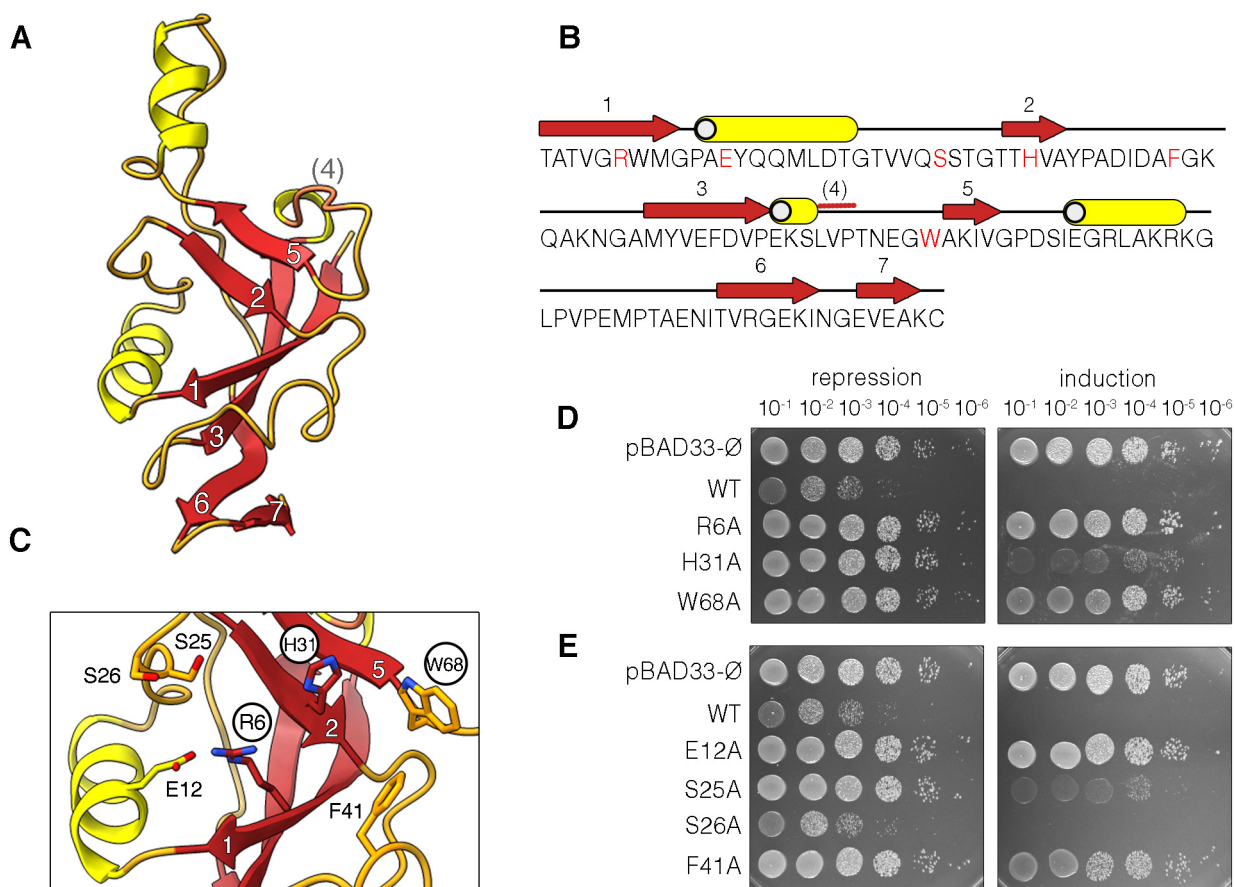 A
(4)
5
2
1
3
6
7
B
1
2
TATVGRWMGPAEYQQMLDTGTVVQSSTGTTHVAYPADIDAFGK
3
(4)
5
QAKNGAMYVEFDVPEKSLVPTNEGWAKIVGPDSIEGRLAKRKG
6
7
LPVPEMPTAENITVRGEKINGEVEAKC
C
S25
S26
H31
5
W68
R6
2
E12
F41
1
repression
induction
10-1 10-2 10-3 10-4 10-5 10-6
10-1 10-2 10-3 10-4 10-5 10-6
D
pBAD33-Ø
WT
R6A
H31A
W68A
E
pBAD33-Ø
WT
E12A
S25A
S26A
F41A